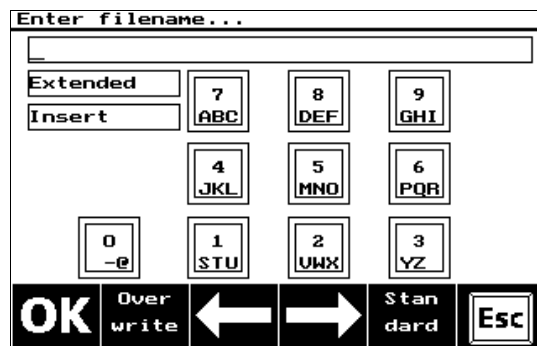 Enter filename...
_
Extended
Insert
7
ABC
8
DEF
9
GHI
4
JKL
5
MNO
6
PQR
0
-@
1
STU
2
VWX
3
YZ
OK
Over
write
Stan
dard
Esc